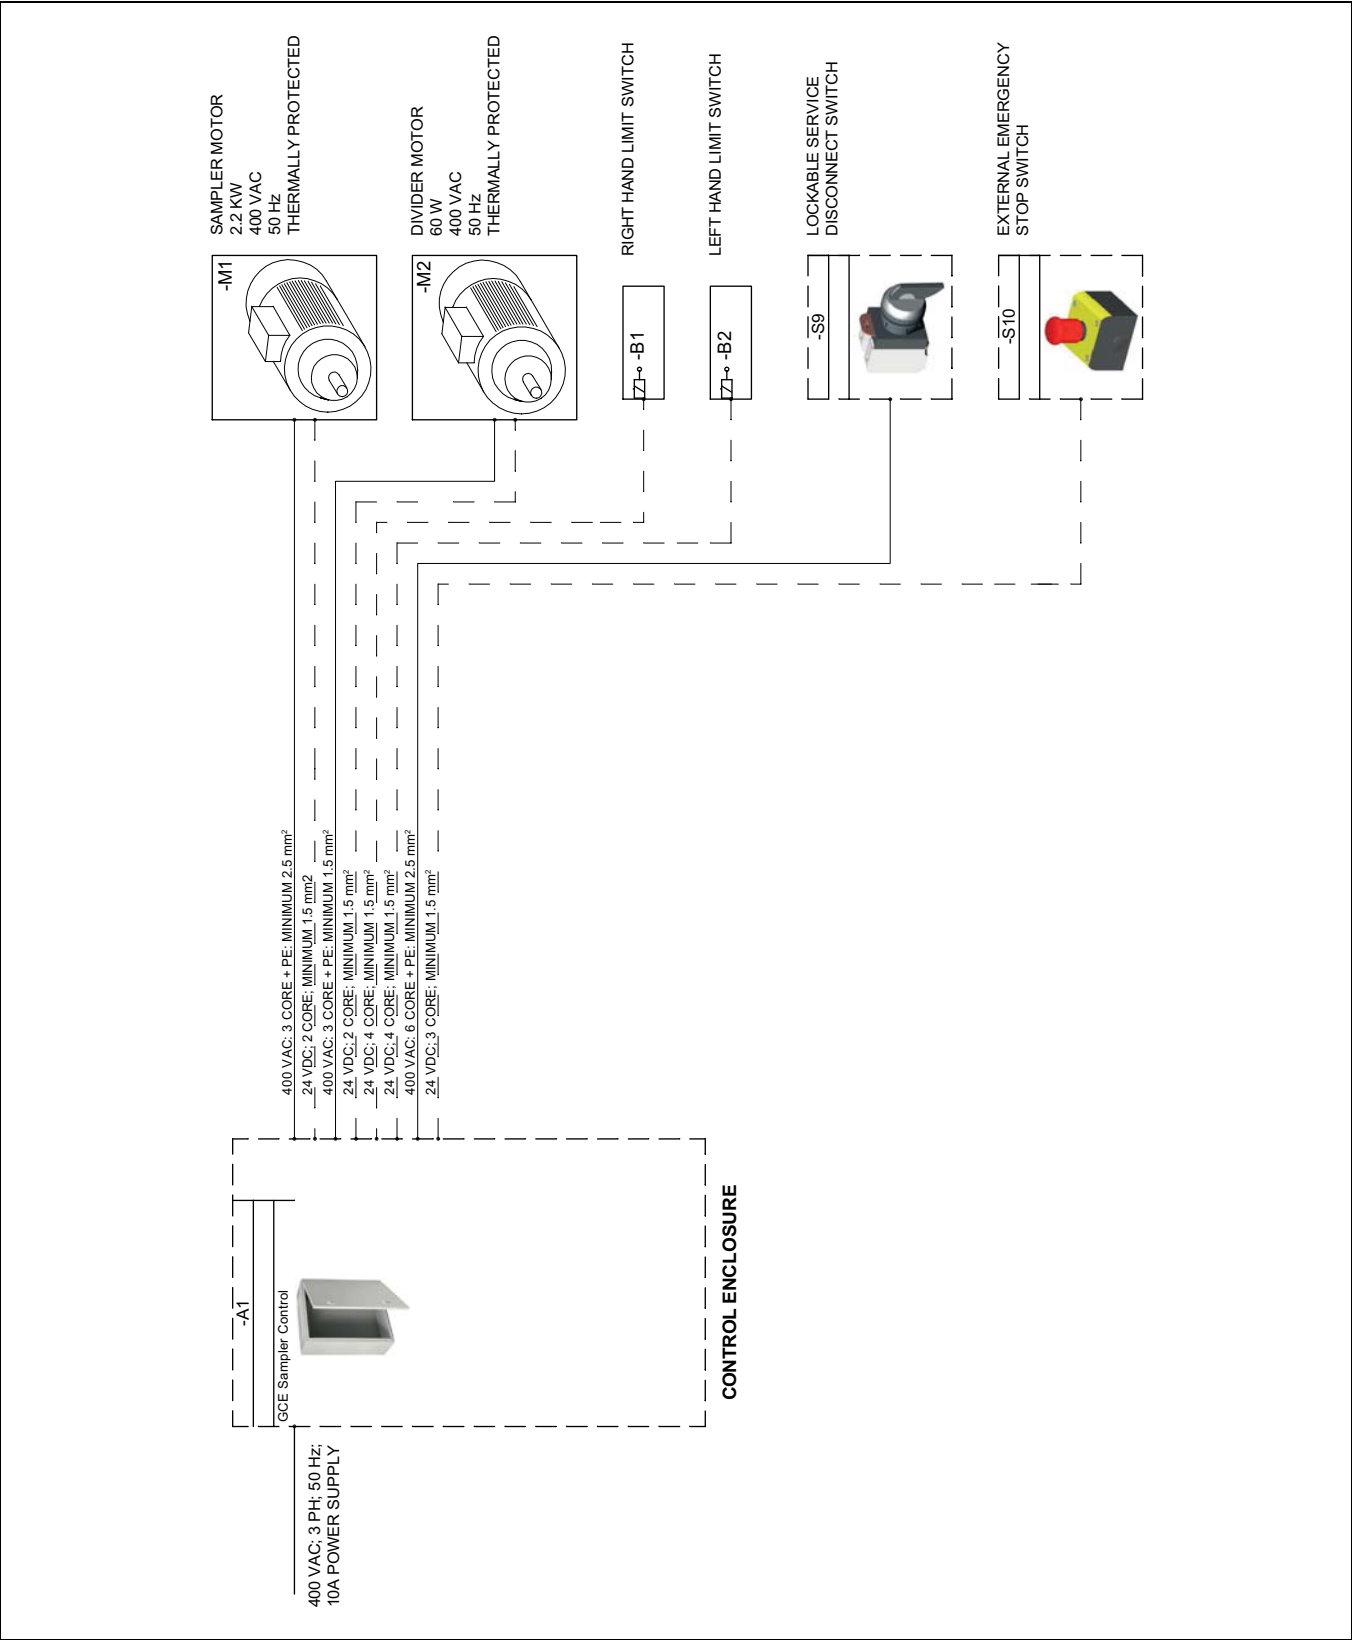 SAMPLER MOTOR
2.2 KW
400 VAC
50 Hz
THERMALLY PROTECTED
-M1
DIVIDER MOTOR
60 W
400 VAC
50 Hz
THERMALLY PROTECTED
-M2
RIGHT HAND LIMIT SWITCH
-B1
LEFT HAND LIMIT SWITCH
-B2
LOCKABLE SERVICE
DISCONNECT SWITCH
-S9
EXTERNAL EMERGENCY
STOP SWITCH
-S10
400 VAC: 3 CORE + PE: MINIMUM 2.5 mm²
24 VDC; 2 CORE; MINIMUM 1.5 mm2
400 VAC: 3 CORE + PE: MINIMUM 1.5 mm²
24 VDC; 2 CORE; MINIMUM 1.5 mm²
24 VDC; 4 CORE; MINIMUM 1.5 mm²
24 VDC; 4 CORE; MINIMUM 1.5 mm²
400 VAC: 6 CORE + PE: MINIMUM 2.5 mm²
24 VDC; 3 CORE; MINIMUM 1.5 mm²
-A1
GCE Sampler Control
CONTROL ENCLOSURE
400 VAC; 3 PH; 50 Hz;
10A POWER SUPPLY